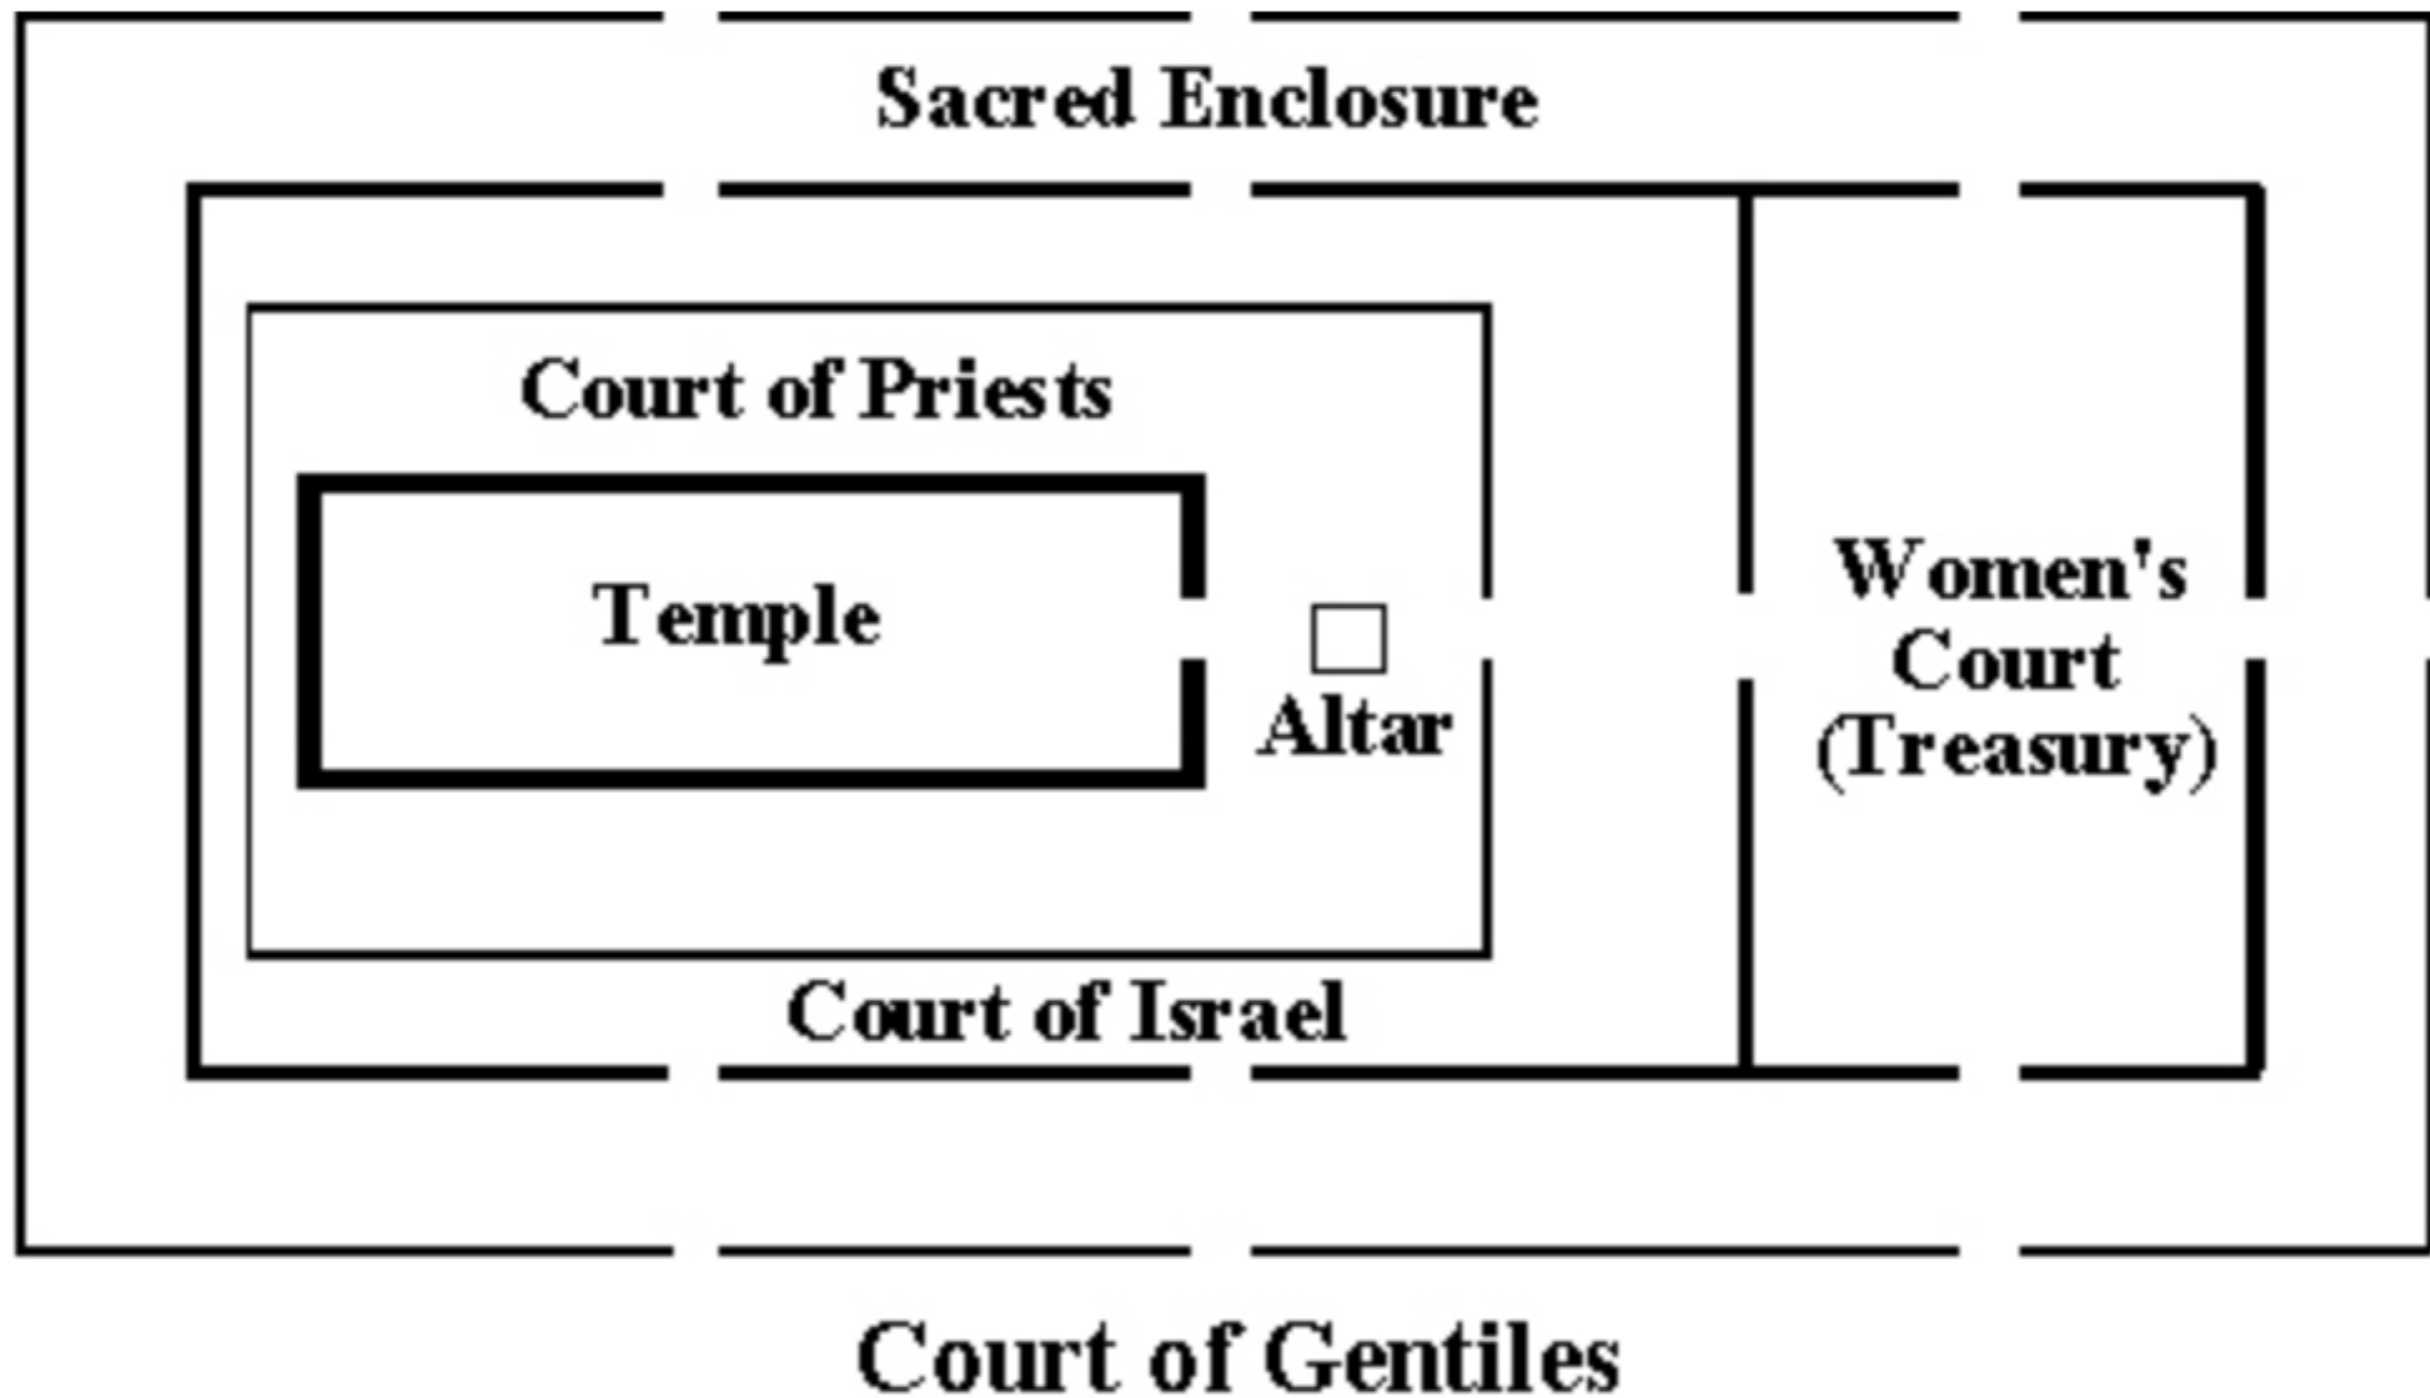 Sacred Enclosure
Court of Priests
Temple
Altar
Women's
Court
(Treasury)
Court of Israel
Court of Gentiles